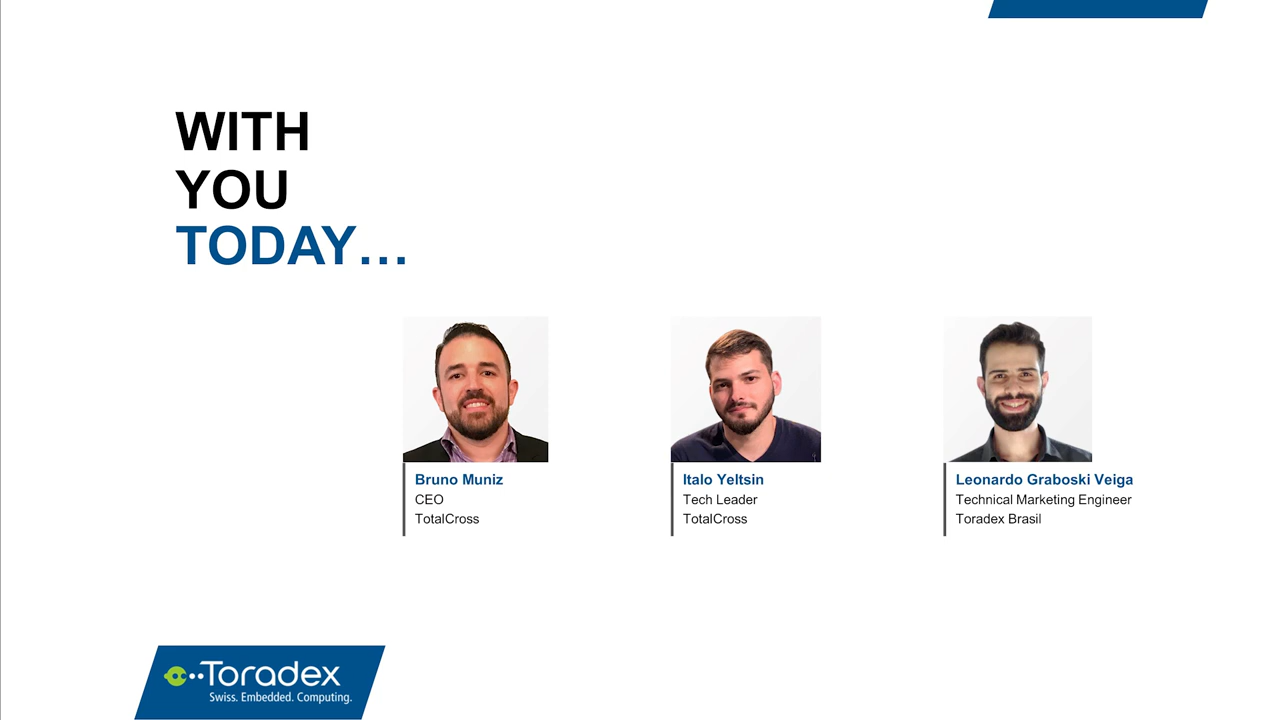 WITH
YOU
TODAY...
Bruno Muniz
CEO
TotalCross
Italo Yeltsin
Tech Leader
TotalCross
Leonardo Graboski Veiga
Technical Marketing Engineer
Toradex Brasil
Toradex
Swiss. Embedded. Computing.